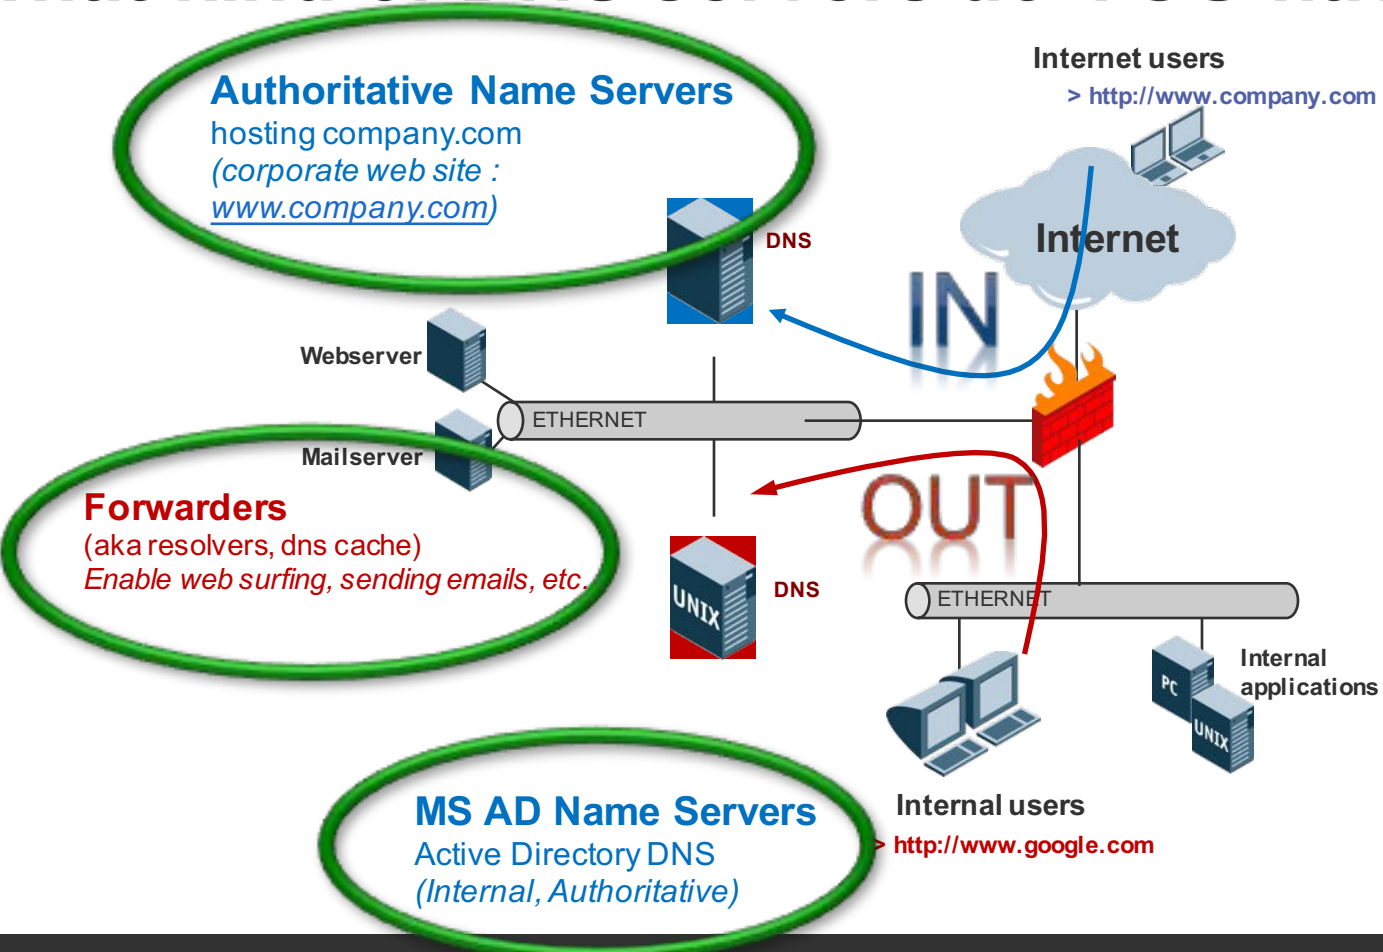 Authoritative Name Servers
hosting company.com
(corporate web site :
www.company.com)
Internet users
> http://www.company.com
DNS
Internet
IN
Webserver
ETHERNET
Mailserver
OUT
Forwarders
(aka resolvers, dns cache)
Enable web surfing, sending emails, etc.
UNIX
DNS
ETHERNET
Internal
applications
PC
UNIX
MS AD Name Servers
Active Directory DNS
(Internal, Authoritative)
Internal users
> http://www.google.com